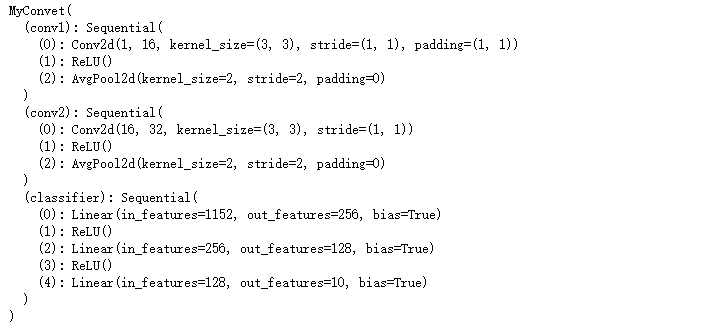 MyConvet(
  (conv1): Sequential(
    (0): Conv2d(1, 16, kernel_size=(3, 3), stride=(1, 1), padding=(1, 1))
    (1): ReLU()
    (2): AvgPool2d(kernel_size=2, stride=2, padding=0)
  )
  (conv2): Sequential(
    (0): Conv2d(16, 32, kernel_size=(3, 3), stride=(1, 1))
    (1): ReLU()
    (2): AvgPool2d(kernel_size=2, stride=2, padding=0)
  )
  (classifier): Sequential(
    (0): Linear(in_features=1152, out_features=256, bias=True)
    (1): ReLU()
    (2): Linear(in_features=256, out_features=128, bias=True)
    (3): ReLU()
    (4): Linear(in_features=128, out_features=10, bias=True)
  )
)